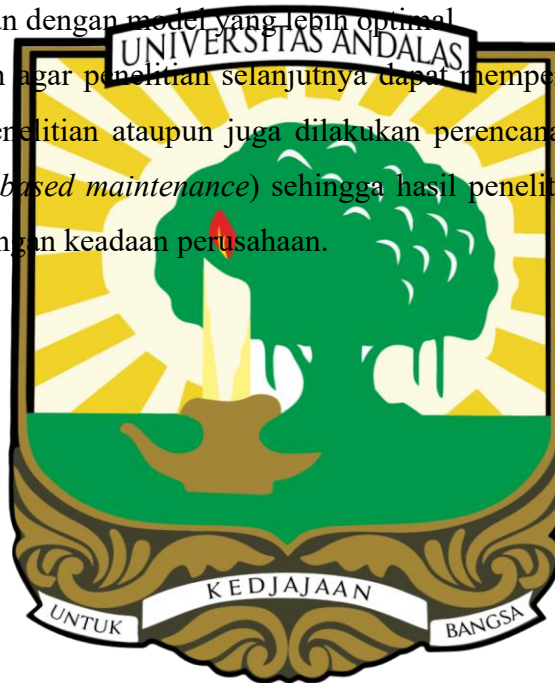 an dengan model yang lebih optimal
UNIVERSITAS ANDALAS
agar penelitian selanjutnya dapat mempe
enelitian ataupun juga dilakukan perencana
based maintenance) sehingga hasil penelit
ngan keadaan perusahaan.
KEDJAJAAN
UNTUK
BANGSA